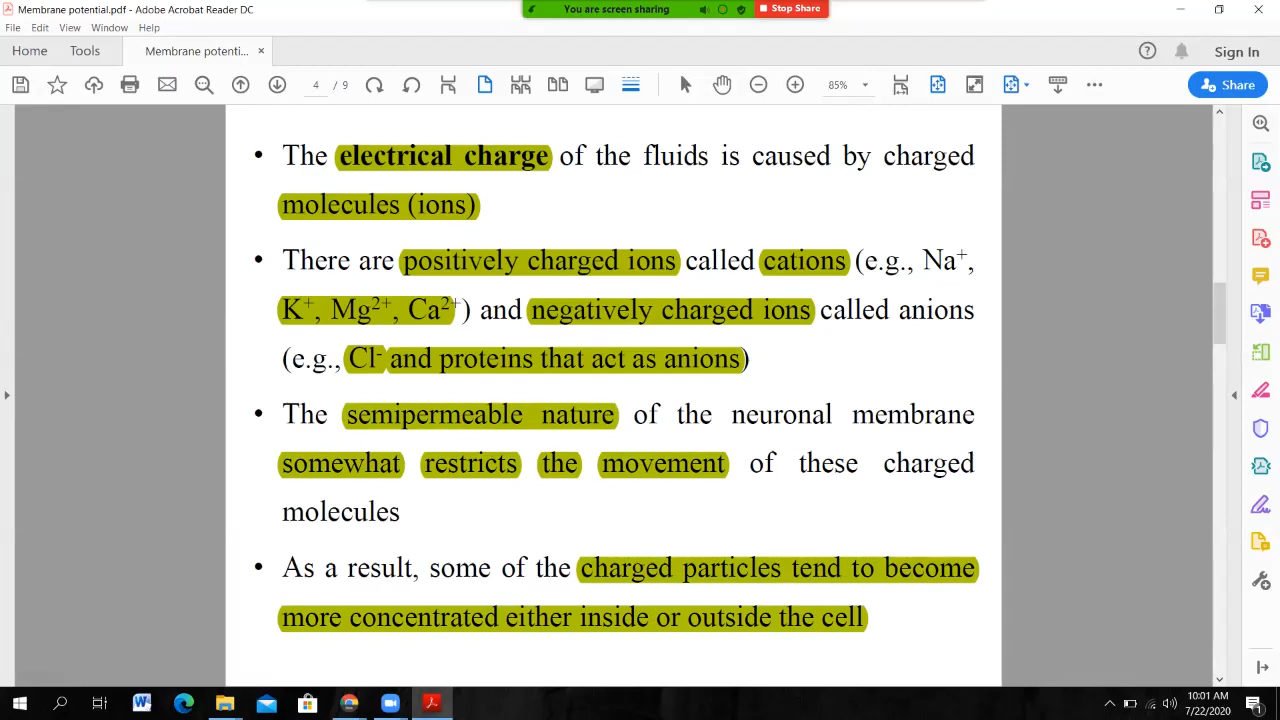 Membrane potential.pdf - Adobe Acrobat Reader DC
You are screen sharing
Stop Share
File Edit View Window Help
Home Tools Membrane potenti... × Sign In
4 / 9 85% Share
• The electrical charge of the fluids is caused by charged
molecules (ions)
• There are positively charged ions called cations (e.g., Na⁺,
K⁺, Mg²⁺, Ca²⁺) and negatively charged ions called anions
(e.g., Cl⁻ and proteins that act as anions)
• The semipermeable nature of the neuronal membrane
somewhat restricts the movement of these charged
molecules
• As a result, some of the charged particles tend to become
more concentrated either inside or outside the cell
10:01 AM
7/22/2020
1